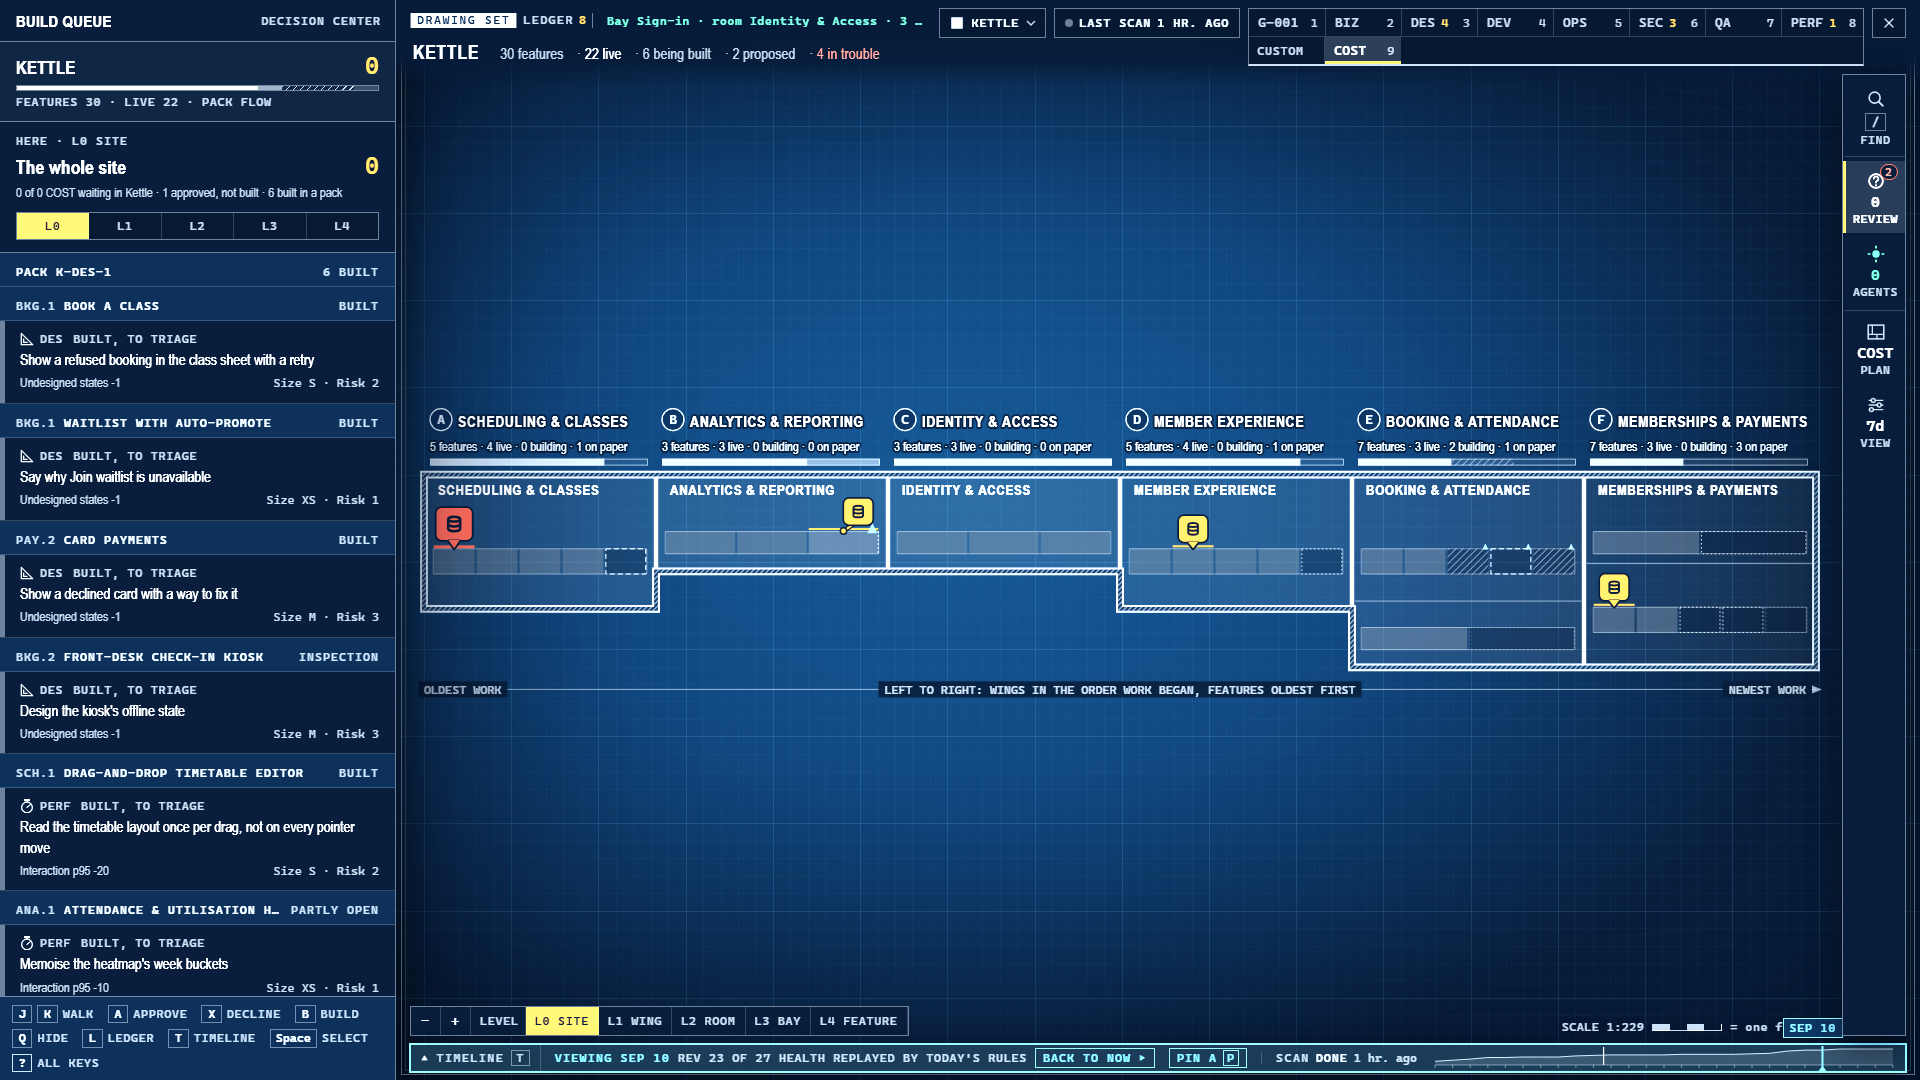 BUILD QUEUE DECISION CENTER
KETTLE 0
FEATURES 30 · LIVE 22 · PACK FLOW
HERE · L0 SITE
The whole site 0
0 of 0 COST waiting in Kettle · 1 approved, not built · 6 built in a pack
L0 L1 L2 L3 L4
PACK K-DES-1 6 BUILT
BKG.1 BOOK A CLASS BUILT
DES BUILT, TO TRIAGE
Show a refused booking in the class sheet with a retry
Undesigned states -1 Size S · Risk 2
BKG.1 WAITLIST WITH AUTO-PROMOTE BUILT
DES BUILT, TO TRIAGE
Say why Join waitlist is unavailable
Undesigned states -1 Size XS · Risk 1
PAY.2 CARD PAYMENTS BUILT
DES BUILT, TO TRIAGE
Show a declined card with a way to fix it
Undesigned states -1 Size M · Risk 3
BKG.2 FRONT-DESK CHECK-IN KIOSK INSPECTION
DES BUILT, TO TRIAGE
Design the kiosk's offline state
Undesigned states -1 Size M · Risk 3
SCH.1 DRAG-AND-DROP TIMETABLE EDITOR BUILT
PERF BUILT, TO TRIAGE
Read the timetable layout once per drag, not on every pointer
move
Interaction p95 -20 Size S · Risk 2
ANA.1 ATTENDANCE & UTILISATION H… PARTLY OPEN
PERF BUILT, TO TRIAGE
Memoise the heatmap's week buckets
Interaction p95 -10 Size XS · Risk 1
J K WALK A APPROVE X DECLINE B BUILD
Q HIDE L LEDGER T TIMELINE Space SELECT
? ALL KEYS
DRAWING SET LEDGER 8 Bay Sign-in · room Identity & Access · 3 … KETTLE LAST SCAN 1 HR. AGO
G-001 1 BIZ 2 DES 4 3 DEV 4 OPS 5 SEC 3 6 QA 7 PERF 1 8
CUSTOM COST 9
KETTLE 30 features · 22 live · 6 being built · 2 proposed · 4 in trouble
/
FIND
2
0
REVIEW
0
AGENTS
COST
PLAN
7d
VIEW
A SCHEDULING & CLASSES
5 features · 4 live · 0 building · 1 on paper
B ANALYTICS & REPORTING
3 features · 3 live · 0 building · 0 on paper
C IDENTITY & ACCESS
3 features · 3 live · 0 building · 0 on paper
D MEMBER EXPERIENCE
5 features · 4 live · 0 building · 1 on paper
E BOOKING & ATTENDANCE
7 features · 3 live · 2 building · 1 on paper
F MEMBERSHIPS & PAYMENTS
7 features · 3 live · 0 building · 3 on paper
SCHEDULING & CLASSES ANALYTICS & REPORTING IDENTITY & ACCESS MEMBER EXPERIENCE BOOKING & ATTENDANCE MEMBERSHIPS & PAYMENTS
OLDEST WORK LEFT TO RIGHT: WINGS IN THE ORDER WORK BEGAN, FEATURES OLDEST FIRST NEWEST WORK
− + LEVEL L0 SITE L1 WING L2 ROOM L3 BAY L4 FEATURE
SCALE 1:229 = one f SEP 10
TIMELINE T VIEWING SEP 10 REV 23 OF 27 HEALTH REPLAYED BY TODAY'S RULES BACK TO NOW PIN A P SCAN DONE 1 hr. ago